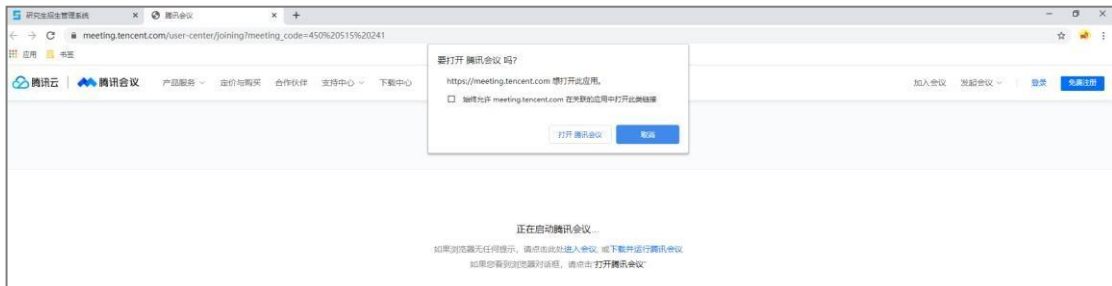 研究生招生管理系统
腾讯会议
meeting.tencent.com/user-center/joining?meeting_code=450%20515%20241
应用 书签
腾讯云 腾讯会议 产品服务 定价与购买 合作伙伴 支持中心 下载中心 加入会议 发起会议 登录 免费注册
要打开 腾讯会议 吗?
https://meeting.tencent.com 想打开此应用。
始终允许 meeting.tencent.com 在关联的应用中打开此类链接
打开 腾讯会议 取消
正在启动腾讯会议...
如果浏览器无任何提示，请点击此处进入会议, 或下载并运行腾讯会议
如果您看到浏览器对话框，请点击“打开腾讯会议”